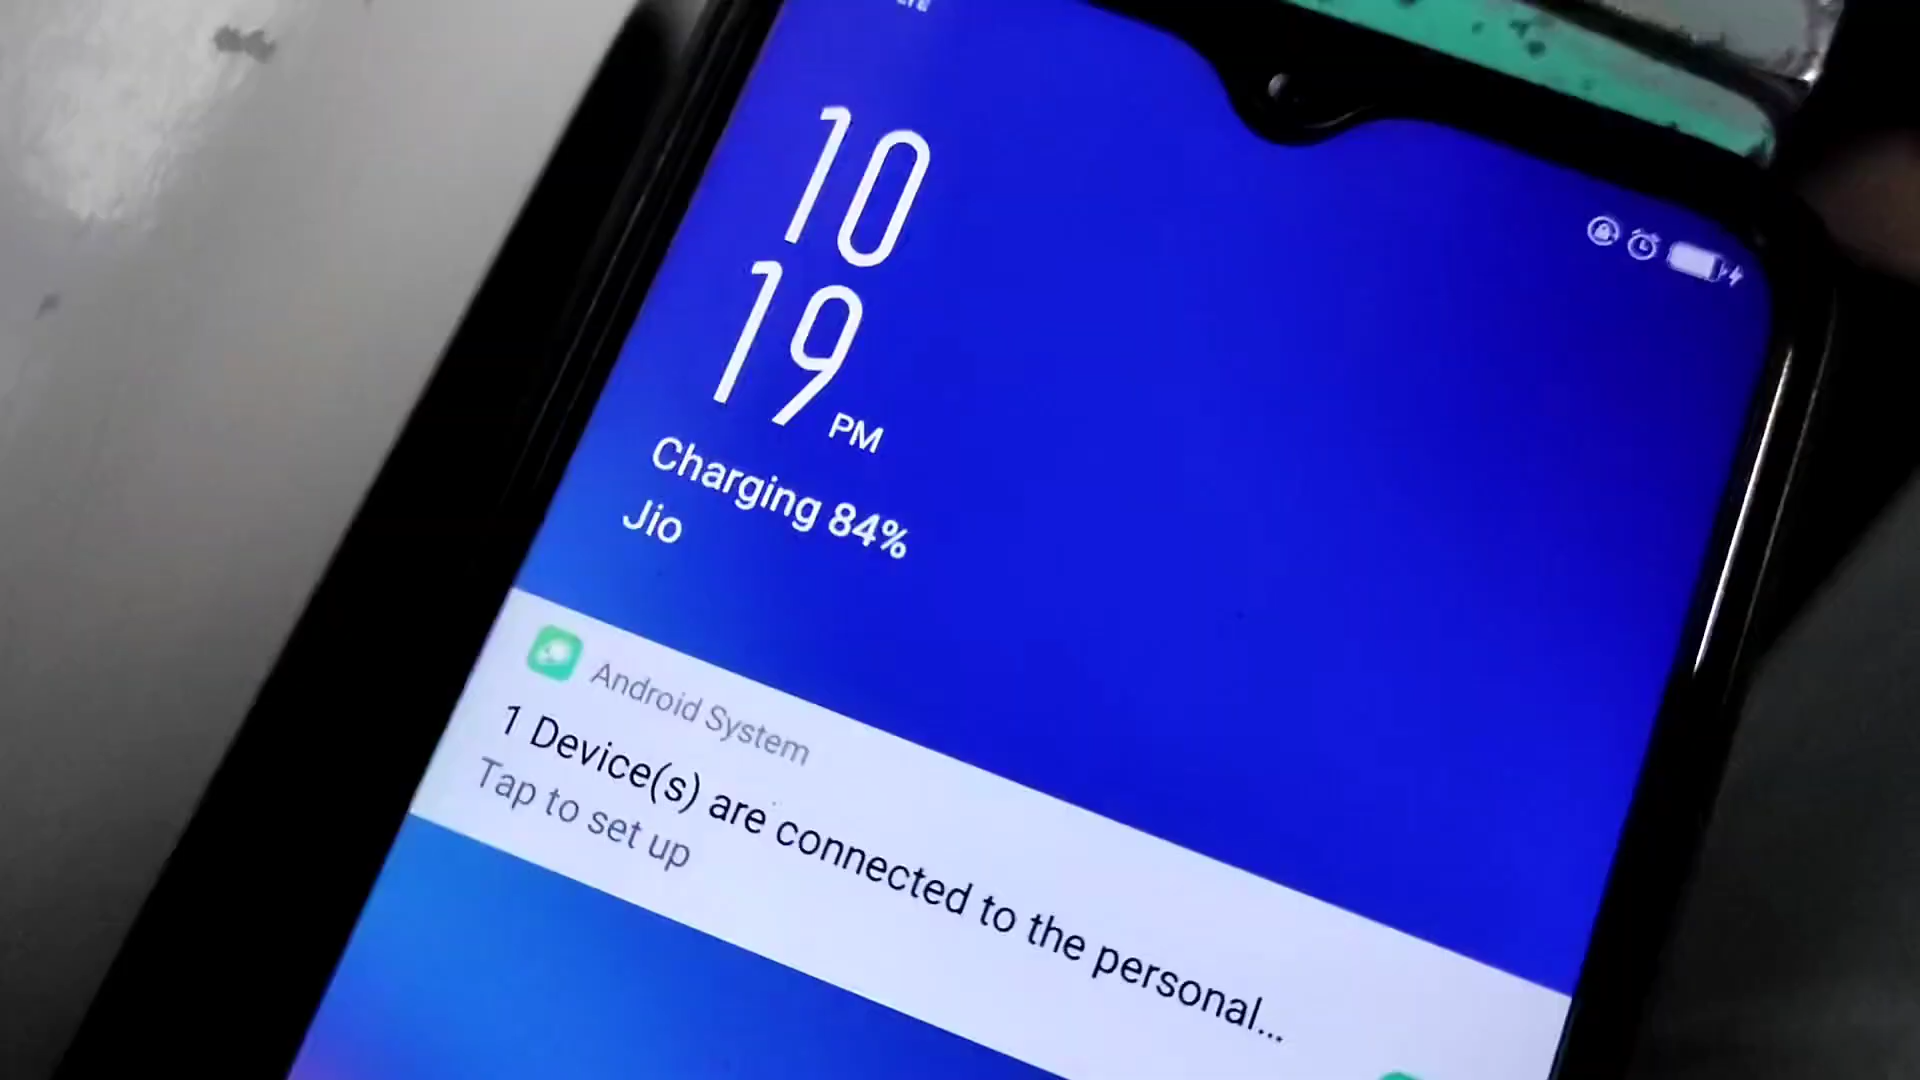 LTE
10
19 PM
Charging 84%
Jio
Android System
1 Device(s) are connected to the personal...
Tap to set up